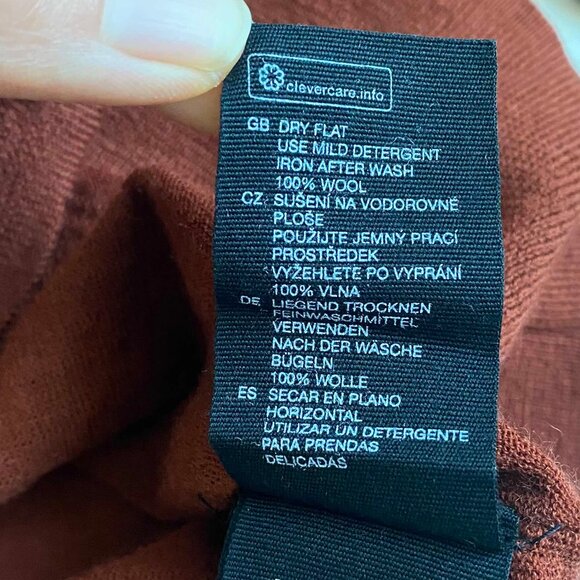 clevercare.info
GB DRY FLAT
USE MILD DETERGENT
IRON AFTER WASH
100% WOOL
CZ SUŠENÍ NA VODOROVNÉ
PLOŠE
POUŽIJTE JEMNÝ PRACÍ
PROSTŘEDEK
VYŽEHLETE PO VYPRÁNÍ
100% VLNA
DE LIEGEND TROCKNEN
FEINWASCHMITTEL
VERWENDEN
NACH DER WÄSCHE
BÜGELN
100% WOLLE
ES SECAR EN PLANO
HORIZONTAL
UTILIZAR UN DETERGENTE
PARA PRENDAS
DELICADAS